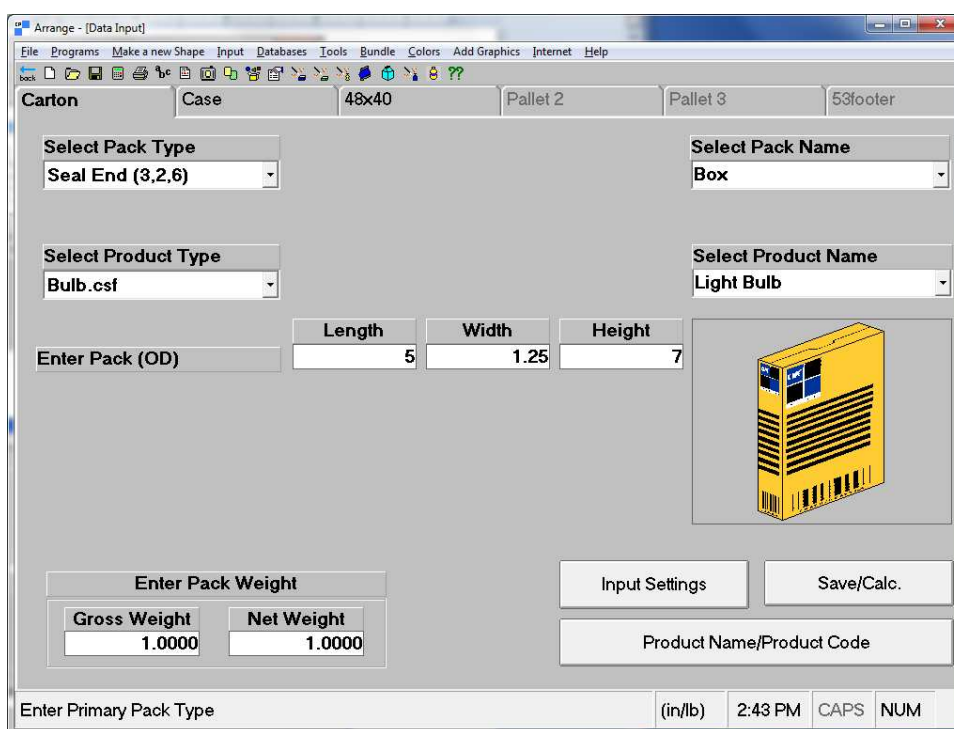 Arrange - [Data Input]
File Programs Make a new Shape Input Databases Tools Bundle Colors Add Graphics Internet Help
back abc ??
Carton Case 48x40 Pallet 2 Pallet 3 53footer
Select Pack Type Select Pack Name
Seal End (3,2,6) Box
Select Product Type Select Product Name
Bulb.csf Light Bulb
Length Width Height
Enter Pack (OD) 5 1.25 7
Enter Pack Weight Input Settings Save/Calc.
Gross Weight Net Weight
1.0000 1.0000 Product Name/Product Code
Enter Primary Pack Type (in/lb) 2:43 PM CAPS NUM